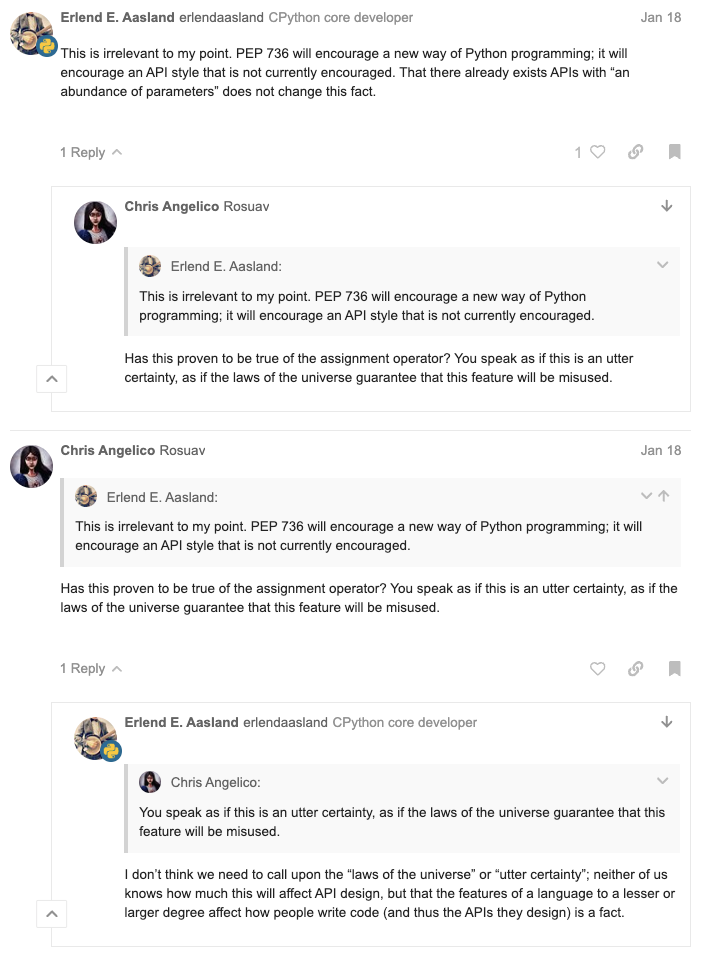 Erlend E. Aasland erlendaasland CPython core developer Jan 18
This is irrelevant to my point. PEP 736 will encourage a new way of Python programming; it will
encourage an API style that is not currently encouraged. That there already exists APIs with “an
abundance of parameters” does not change this fact.
1 Reply 1
Chris Angelico Rosuav
Erlend E. Aasland:
This is irrelevant to my point. PEP 736 will encourage a new way of Python
programming; it will encourage an API style that is not currently encouraged.
Has this proven to be true of the assignment operator? You speak as if this is an utter
certainty, as if the laws of the universe guarantee that this feature will be misused.
Chris Angelico Rosuav Jan 18
Erlend E. Aasland:
This is irrelevant to my point. PEP 736 will encourage a new way of Python programming; it will
encourage an API style that is not currently encouraged.
Has this proven to be true of the assignment operator? You speak as if this is an utter certainty, as if the
laws of the universe guarantee that this feature will be misused.
1 Reply
Erlend E. Aasland erlendaasland CPython core developer
Chris Angelico:
You speak as if this is an utter certainty, as if the laws of the universe guarantee that this
feature will be misused.
I don’t think we need to call upon the “laws of the universe” or “utter certainty”; neither of us
knows how much this will affect API design, but that the features of a language to a lesser or
larger degree affect how people write code (and thus the APIs they design) is a fact.